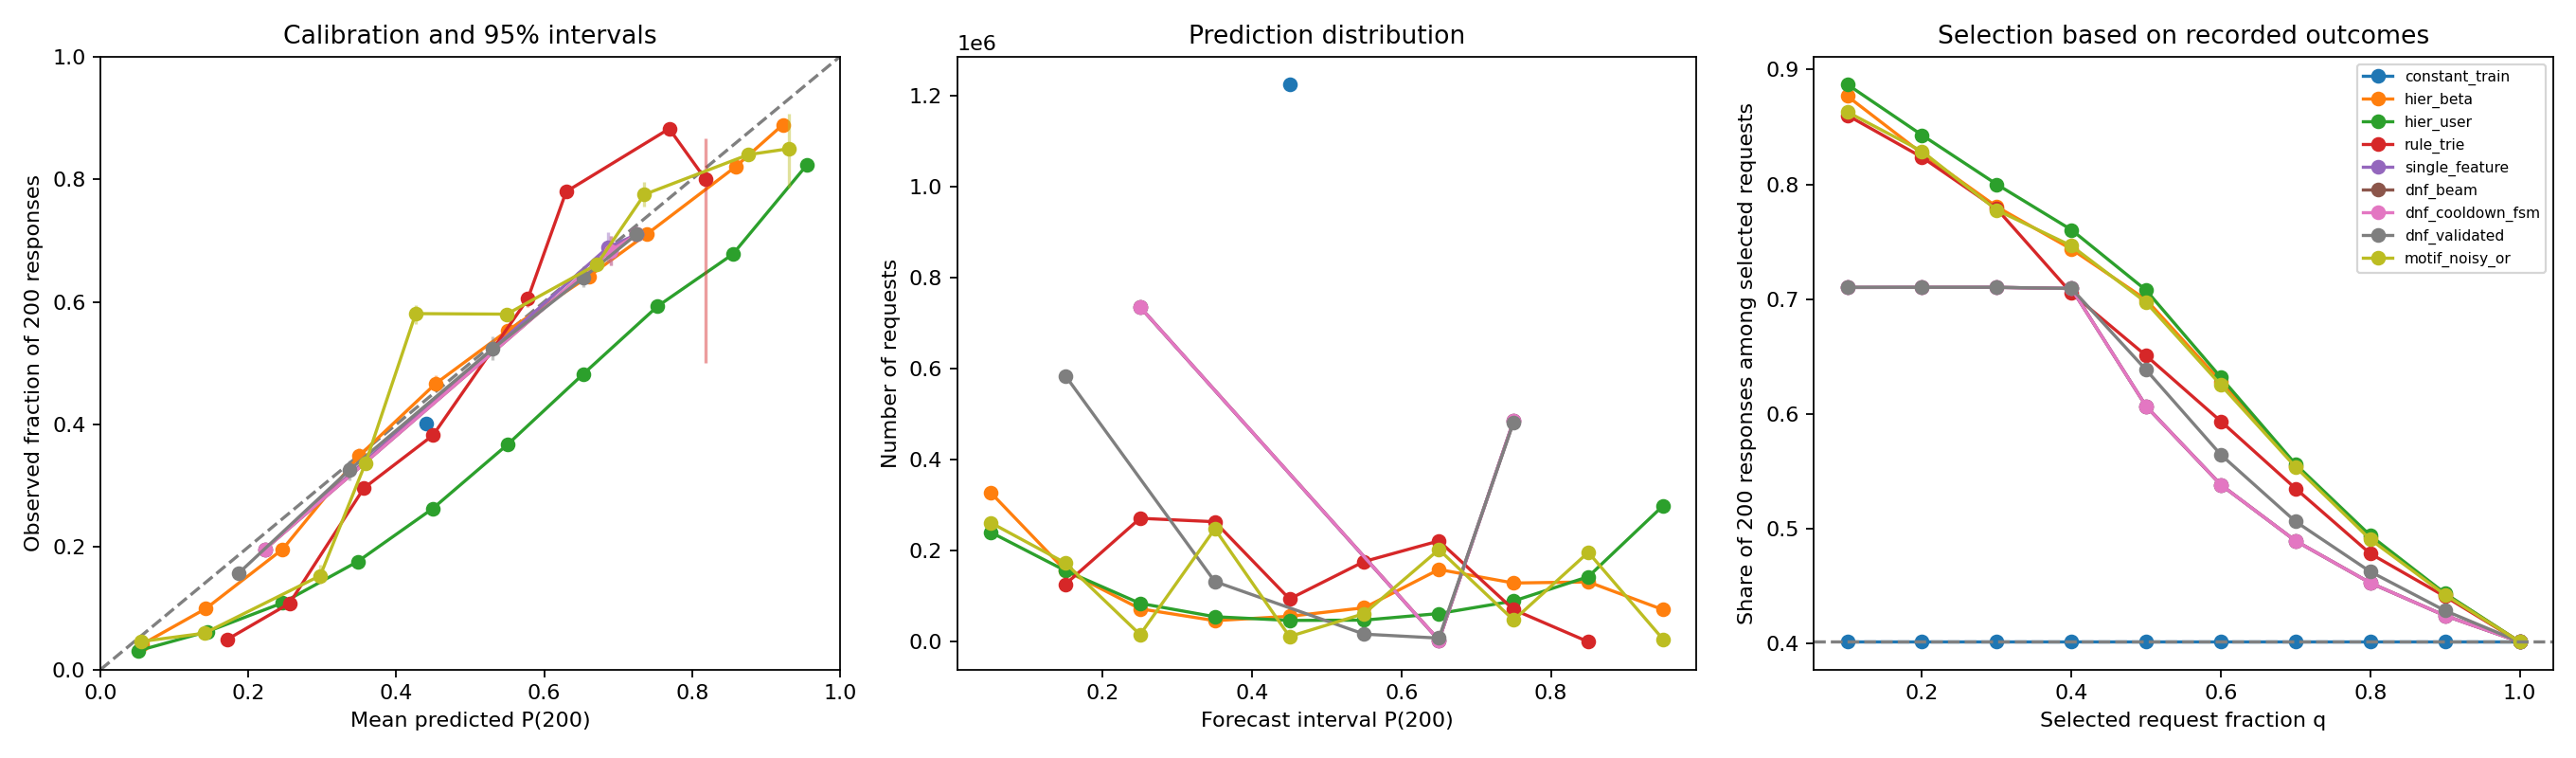 Calibration and 95% intervals
Observed fraction of 200 responses
1.0
0.8
0.6
0.4
0.2
0.0
0.0 0.2 0.4 0.6 0.8 1.0
Mean predicted P(200)
Prediction distribution
1e6
Number of requests
1.2
1.0
0.8
0.6
0.4
0.2
0.0
0.2 0.4 0.6 0.8
Forecast interval P(200)
Selection based on recorded outcomes
Share of 200 responses among selected requests
0.9
0.8
0.7
0.6
0.5
0.4
0.2 0.4 0.6 0.8 1.0
Selected request fraction q
constant_train
hier_beta
hier_user
rule_trie
single_feature
dnf_beam
dnf_cooldown_fsm
dnf_validated
motif_noisy_or